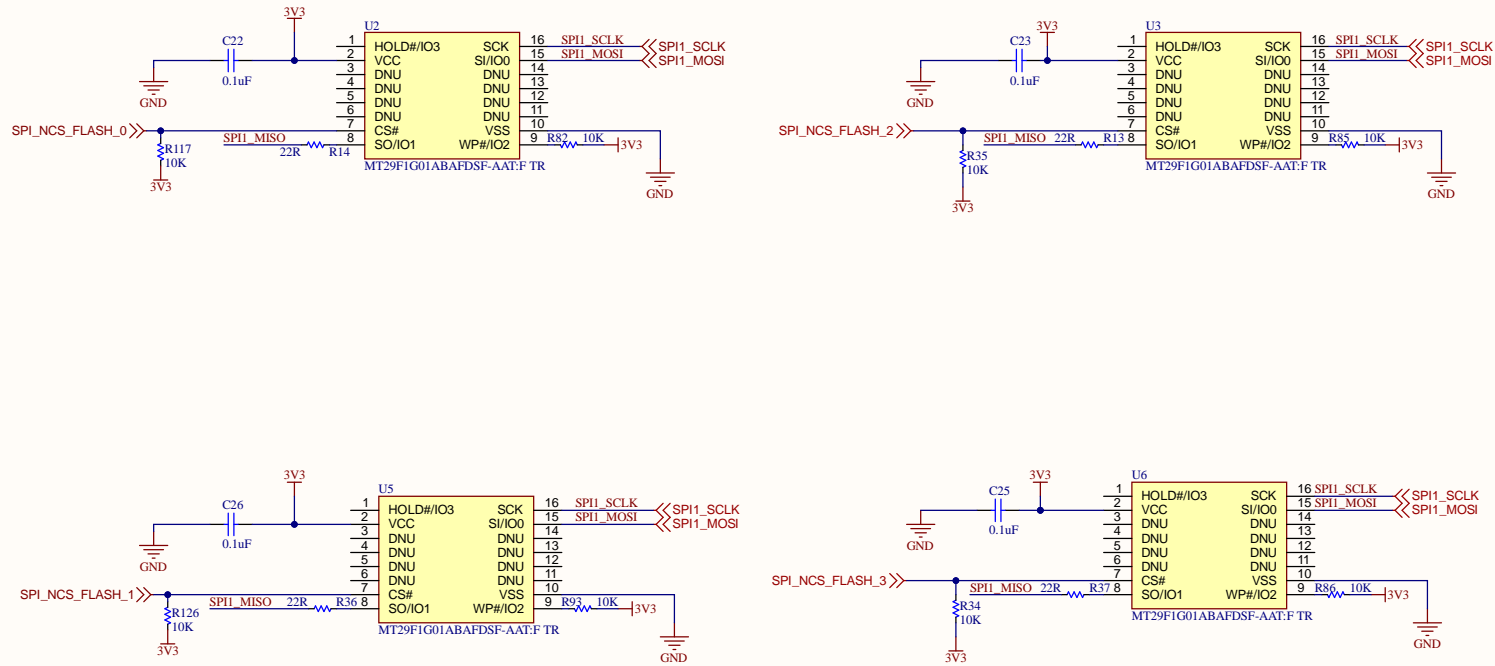 3V3
U2
C22
0.1uF
GND
1 HOLD#/IO3 SCK 16 SPI1_SCLK SPI1_SCLK
2 VCC SI/IO0 15 SPI1_MOSI SPI1_MOSI
3 DNU DNU 14
4 DNU DNU 13
5 DNU DNU 12
6 DNU DNU 11
SPI_NCS_FLASH_0 7 CS# VSS 10
SPI1_MISO 22R R14 8 SO/IO1 WP#/IO2 9 R82 10K 3V3
R117
10K
3V3
MT29F1G01ABAFDSF-AAT:F TR
GND
3V3
U3
C23
0.1uF
GND
1 HOLD#/IO3 SCK 16 SPI1_SCLK SPI1_SCLK
2 VCC SI/IO0 15 SPI1_MOSI SPI1_MOSI
3 DNU DNU 14
4 DNU DNU 13
5 DNU DNU 12
6 DNU DNU 11
SPI_NCS_FLASH_2 7 CS# VSS 10
SPI1_MISO 22R R13 8 SO/IO1 WP#/IO2 9 R85 10K 3V3
R35
10K
3V3
MT29F1G01ABAFDSF-AAT:F TR
GND
3V3
U5
C26
0.1uF
GND
1 HOLD#/IO3 SCK 16 SPI1_SCLK SPI1_SCLK
2 VCC SI/IO0 15 SPI1_MOSI SPI1_MOSI
3 DNU DNU 14
4 DNU DNU 13
5 DNU DNU 12
6 DNU DNU 11
SPI_NCS_FLASH_1 7 CS# VSS 10
SPI1_MISO 22R R36 8 SO/IO1 WP#/IO2 9 R93 10K 3V3
R126
10K
3V3
MT29F1G01ABAFDSF-AAT:F TR
GND
3V3
U6
C25
0.1uF
GND
1 HOLD#/IO3 SCK 16 SPI1_SCLK SPI1_SCLK
2 VCC SI/IO0 15 SPI1_MOSI SPI1_MOSI
3 DNU DNU 14
4 DNU DNU 13
5 DNU DNU 12
6 DNU DNU 11
SPI_NCS_FLASH_3 7 CS# VSS 10
SPI1_MISO 22R R37 8 SO/IO1 WP#/IO2 9 R86 10K 3V3
R34
10K
3V3
MT29F1G01ABAFDSF-AAT:F TR
GND